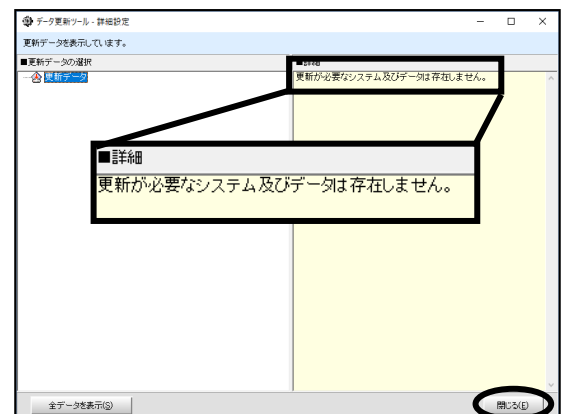 データ更新ツール - 詳細設定
更新データを表示しています。
■更新データの選択
■詳細
更新データ
更新が必要なシステム及びデータは存在しません。
■詳細
更新が必要なシステム及びデータは存在しません。
全データを表示(S)
閉じる(E)